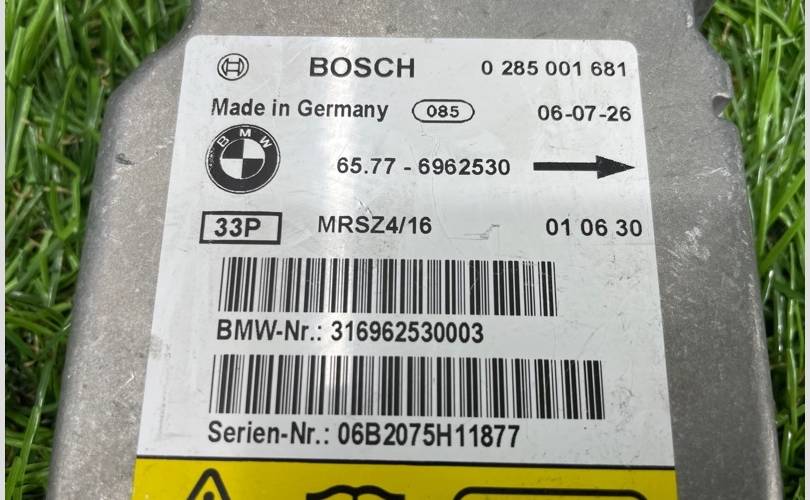 BOSCH 0 285 001 681
Made in Germany 085 06-07-26
BMW
65.77 - 6962530
33P MRSZ4/16 01 06 30
BMW-Nr.: 316962530003
Serien-Nr.: 06B2075H11877